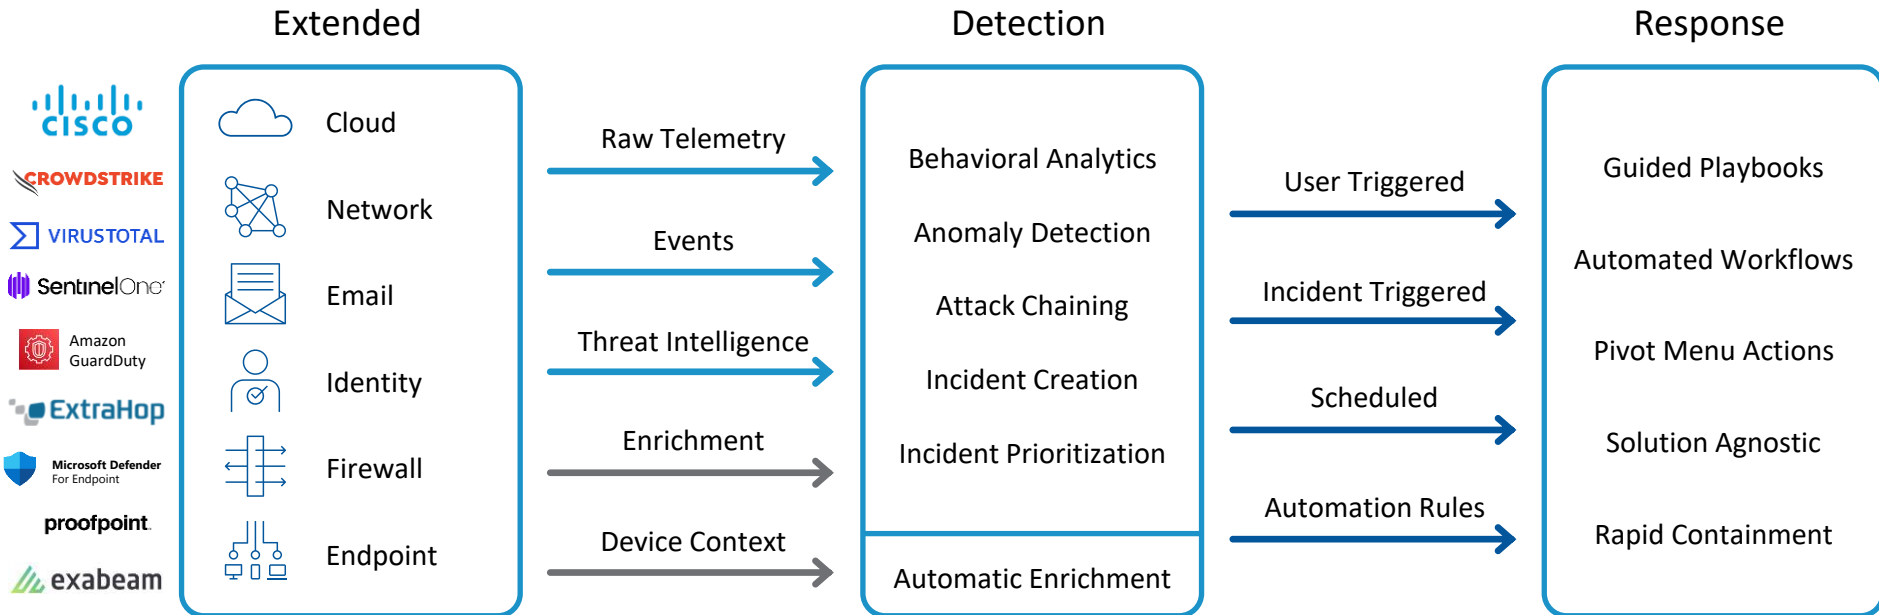 Extended
Detection
Response
CISCO
CROWDSTRIKE
VIRUSTOTAL
SentinelOne
Amazon
GuardDuty
ExtraHop
Microsoft Defender
For Endpoint
proofpoint.
exabeam
Cloud
Network
Email
Identity
Firewall
Endpoint
Raw Telemetry
Events
Threat Intelligence
Enrichment
Device Context
Behavioral Analytics
Anomaly Detection
Attack Chaining
Incident Creation
Incident Prioritization
Automatic Enrichment
User Triggered
Incident Triggered
Scheduled
Automation Rules
Guided Playbooks
Automated Workflows
Pivot Menu Actions
Solution Agnostic
Rapid Containment